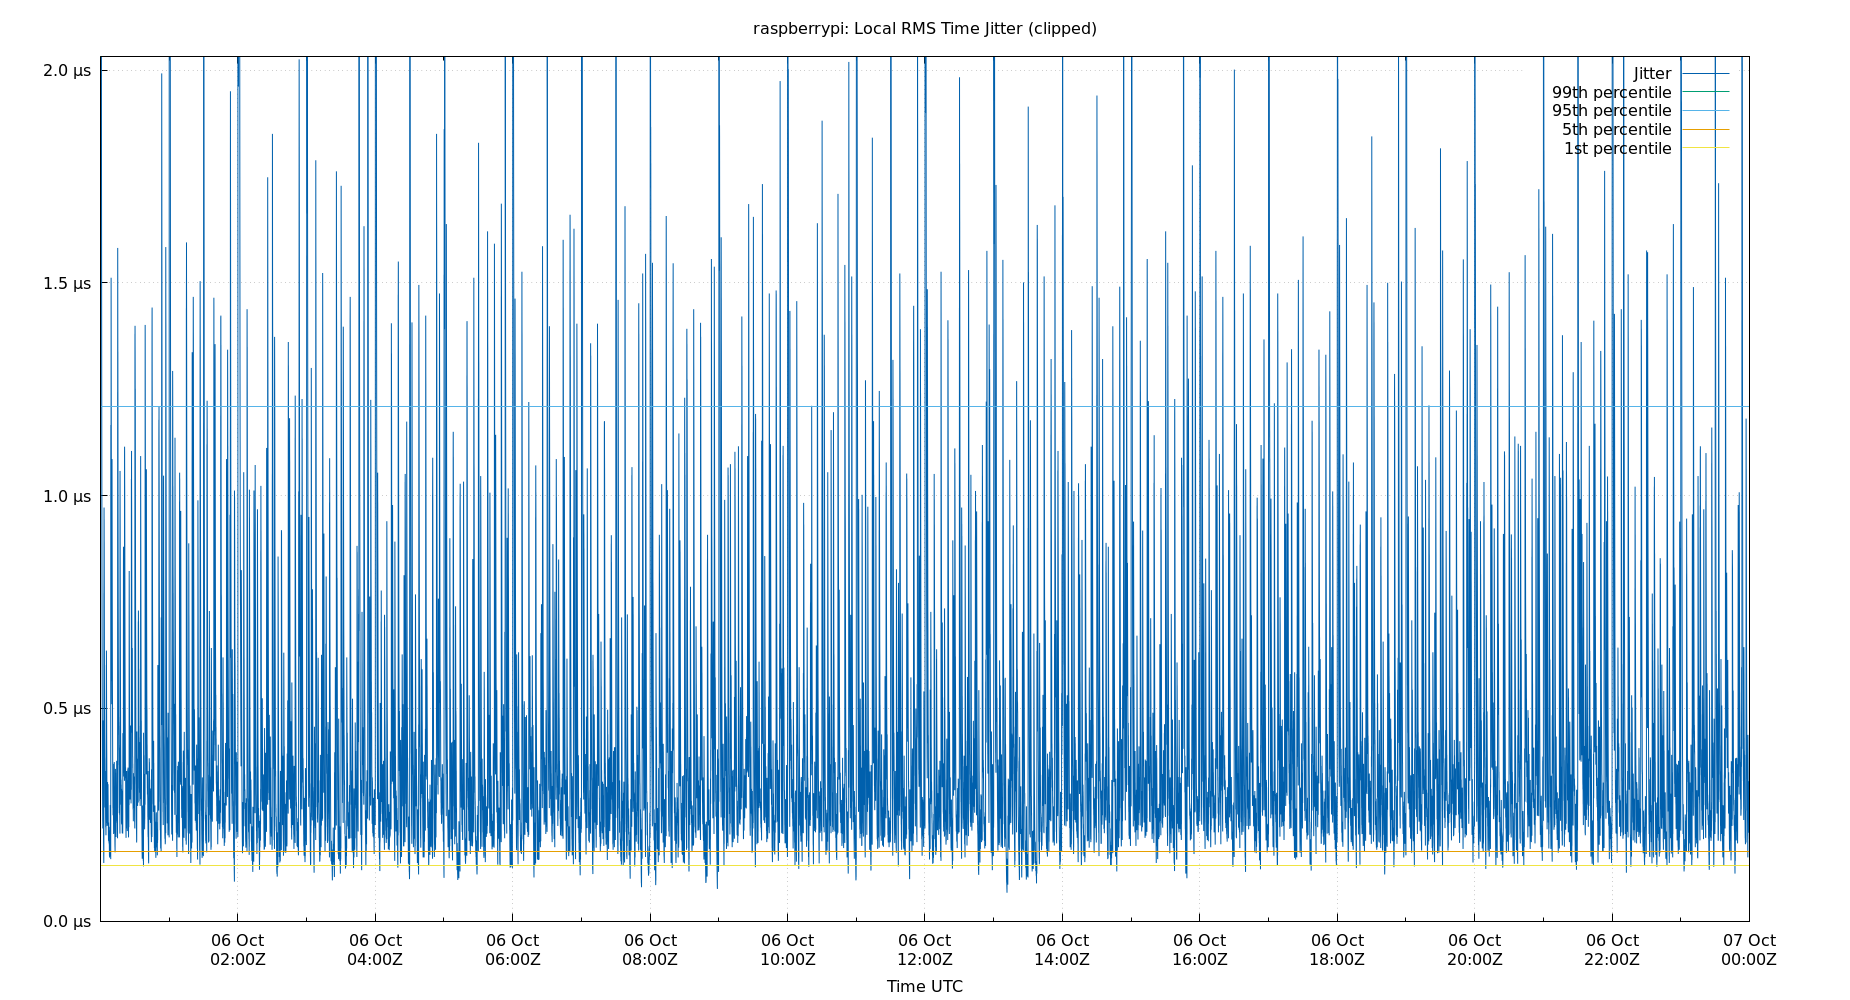 raspberrypi: Local RMS Time Jitter (clipped)
2.0 µs
1.5 µs
1.0 µs
0.5 µs
0.0 µs
Jitter
99th percentile
95th percentile
5th percentile
1st percentile
06 Oct
02:00Z
06 Oct
04:00Z
06 Oct
06:00Z
06 Oct
08:00Z
06 Oct
10:00Z
06 Oct
12:00Z
06 Oct
14:00Z
06 Oct
16:00Z
06 Oct
18:00Z
06 Oct
20:00Z
06 Oct
22:00Z
07 Oct
00:00Z
Time UTC